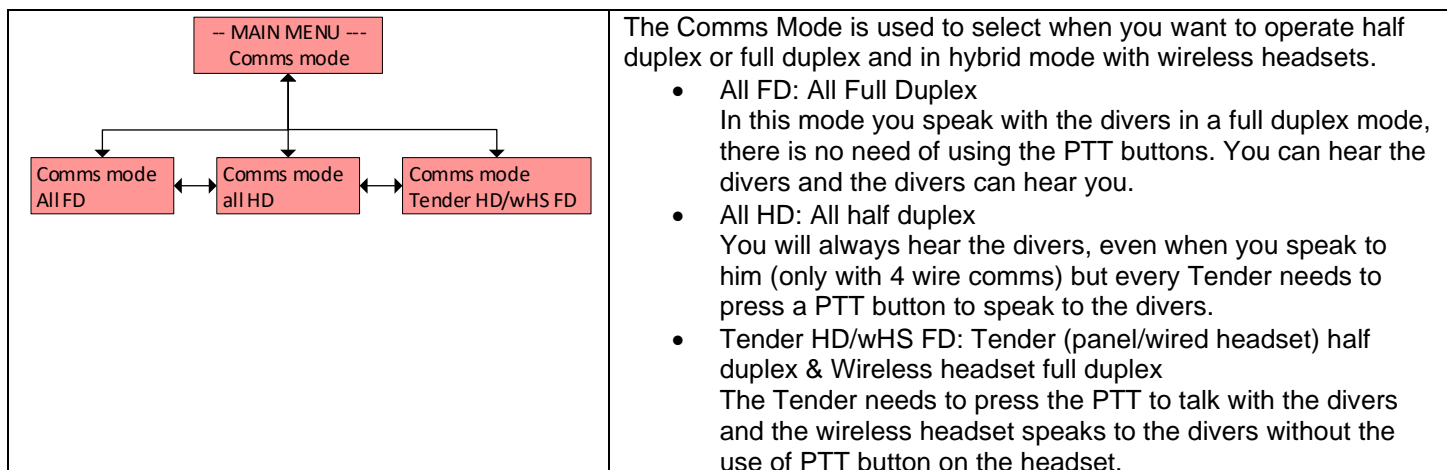 -- MAIN MENU ---
Comms mode
Comms mode
All FD
Comms mode
all HD
Comms mode
Tender HD/wHS FD
The Comms Mode is used to select when you want to operate half
duplex or full duplex and in hybrid mode with wireless headsets.
• All FD: All Full Duplex
In this mode you speak with the divers in a full duplex mode,
there is no need of using the PTT buttons. You can hear the
divers and the divers can hear you.
• All HD: All half duplex
You will always hear the divers, even when you speak to
him (only with 4 wire comms) but every Tender needs to
press a PTT button to speak to the divers.
• Tender HD/wHS FD: Tender (panel/wired headset) half
duplex & Wireless headset full duplex
The Tender needs to press the PTT to talk with the divers
and the wireless headset speaks to the divers without the
use of PTT button on the headset.